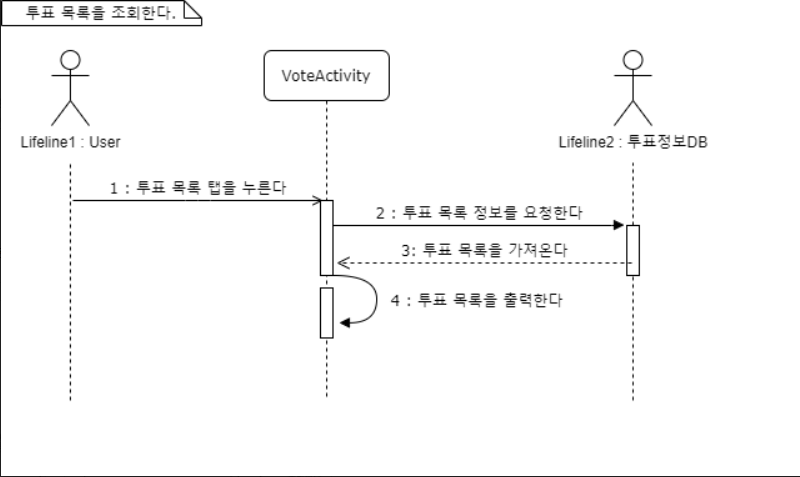 투표 목록을 조회한다.
VoteActivity
Lifeline1 : User
Lifeline2 : 투표정보DB
1 : 투표 목록 탭을 누른다
2 : 투표 목록 정보를 요청한다
3: 투표 목록을 가져온다
4 : 투표 목록을 출력한다